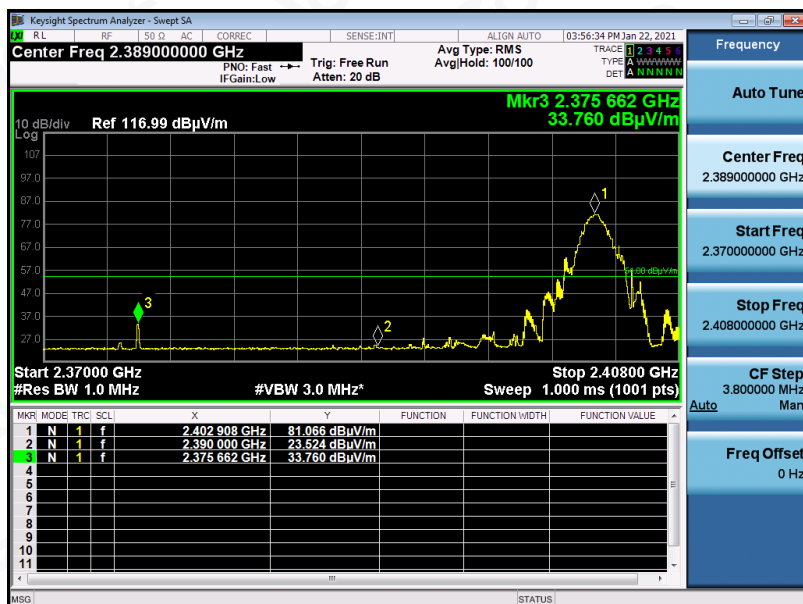 Keysight Spectrum Analyzer - Swept SA
LXI RL RF 50 Ω AC CORREC SENSE:INT ALIGN AUTO 03:56:34 PM Jan 22, 2021
Center Freq 2.389000000 GHz
PNO: Fast
IFGain:Low
Trig: Free Run
Atten: 20 dB
Avg Type: RMS
Avg|Hold: 100/100
TRACE 1 2 3 4 5 6
TYPE A WWWWW
DET A N N N N N
Mkr3 2.375 662 GHz
33.760 dBµV/m
10 dB/div Ref 116.99 dBµV/m
Log
107
97.0
87.0
77.0
67.0
57.0
47.0
37.0
27.0
1
2
3
54.00 dBµV/m
Start 2.37000 GHz Stop 2.40800 GHz
#Res BW 1.0 MHz #VBW 3.0 MHz* Sweep 1.000 ms (1001 pts)
MKR MODE TRC SCL X Y FUNCTION FUNCTION WIDTH FUNCTION VALUE
1 N 1 f 2.402 908 GHz 81.066 dBµV/m
2 N 1 f 2.390 000 GHz 23.524 dBµV/m
3 N 1 f 2.375 662 GHz 33.760 dBµV/m
4
5
6
7
8
9
10
11
MSG STATUS
Frequency
Auto Tune
Center Freq
2.389000000 GHz
Start Freq
2.370000000 GHz
Stop Freq
2.408000000 GHz
CF Step
3.800000 MHz
Auto Man
Freq Offset
0 Hz